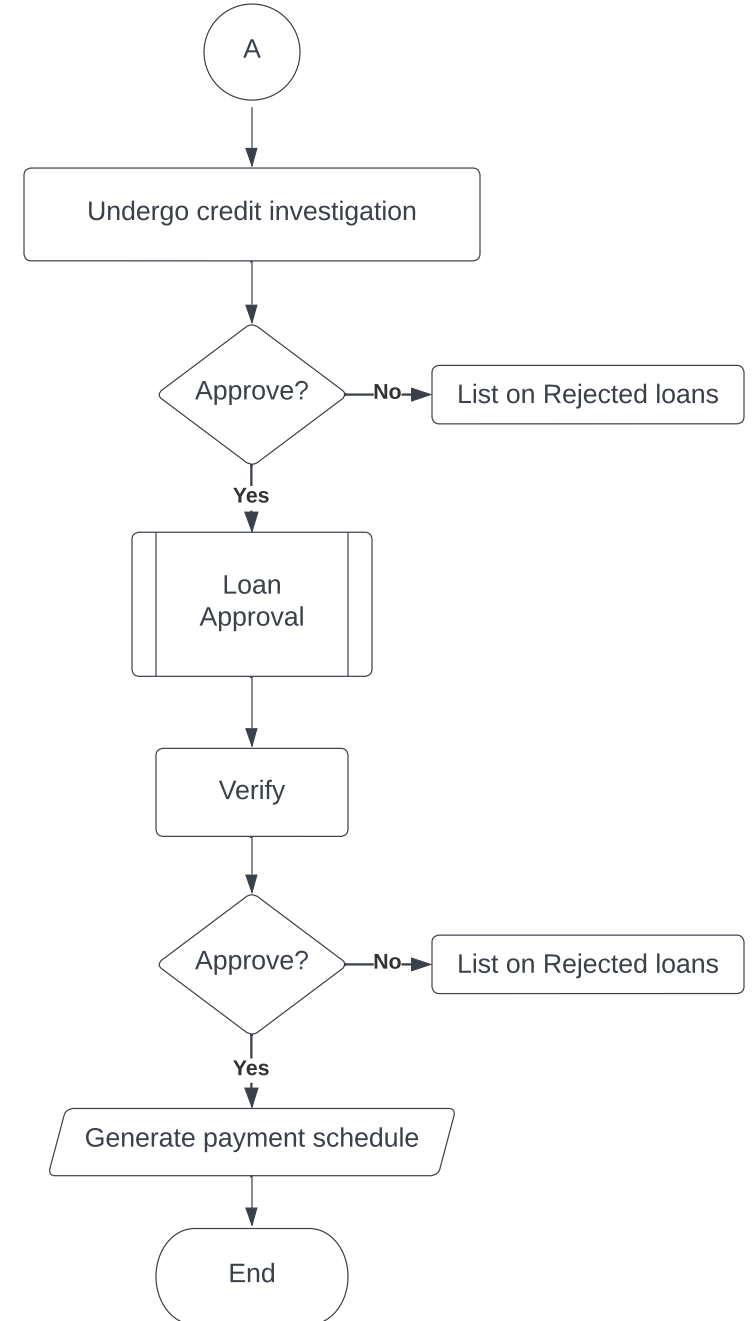 A
Undergo credit investigation
Approve?
No
List on Rejected loans
Yes
Loan
Approval
Verify
Approve?
No
List on Rejected loans
Yes
Generate payment schedule
End